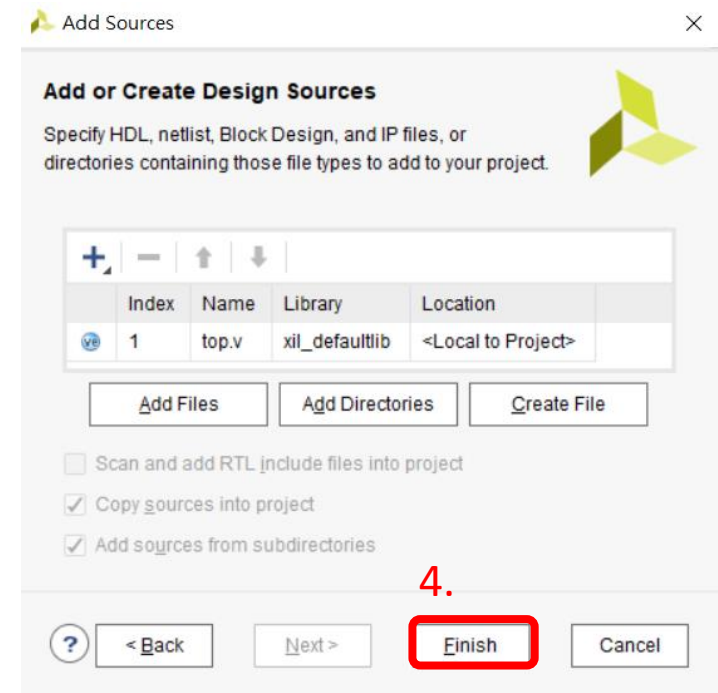 Add Sources
Add or Create Design Sources
Specify HDL, netlist, Block Design, and IP files, or
directories containing those file types to add to your project.
Index Name Library Location
1 top.v xil_defaultlib <Local to Project>
Add Files Add Directories Create File
Scan and add RTL include files into project
Copy sources into project
Add sources from subdirectories
4.
? < Back Next > Finish Cancel